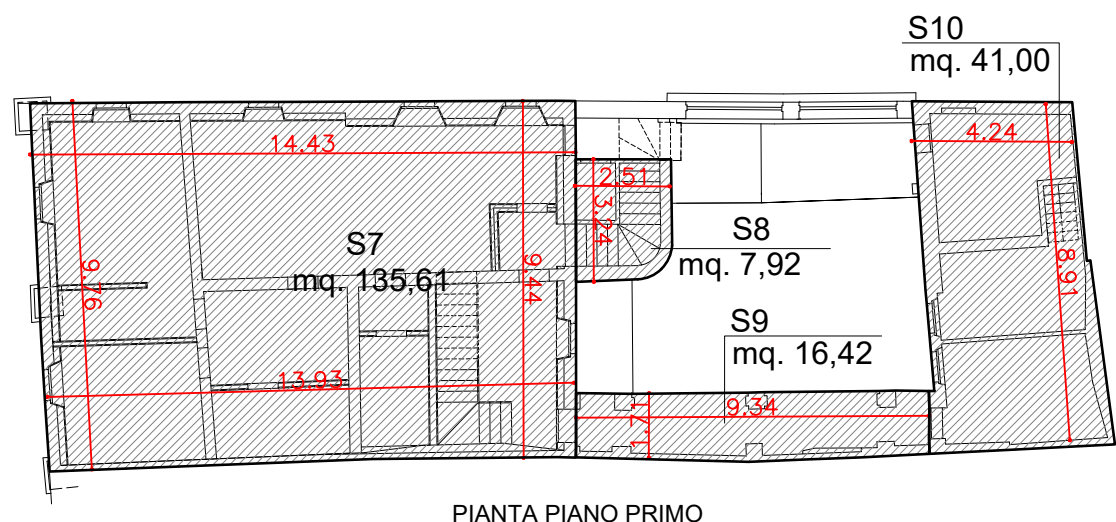 S10
mq. 41,00
14.43
4.24
2.51
3.24
S7
mq. 135,61
S8
mq. 7,92
9.76
9.44
8.91
S9
mq. 16,42
13.93
1.71
9.34
PIANTA PIANO PRIMO